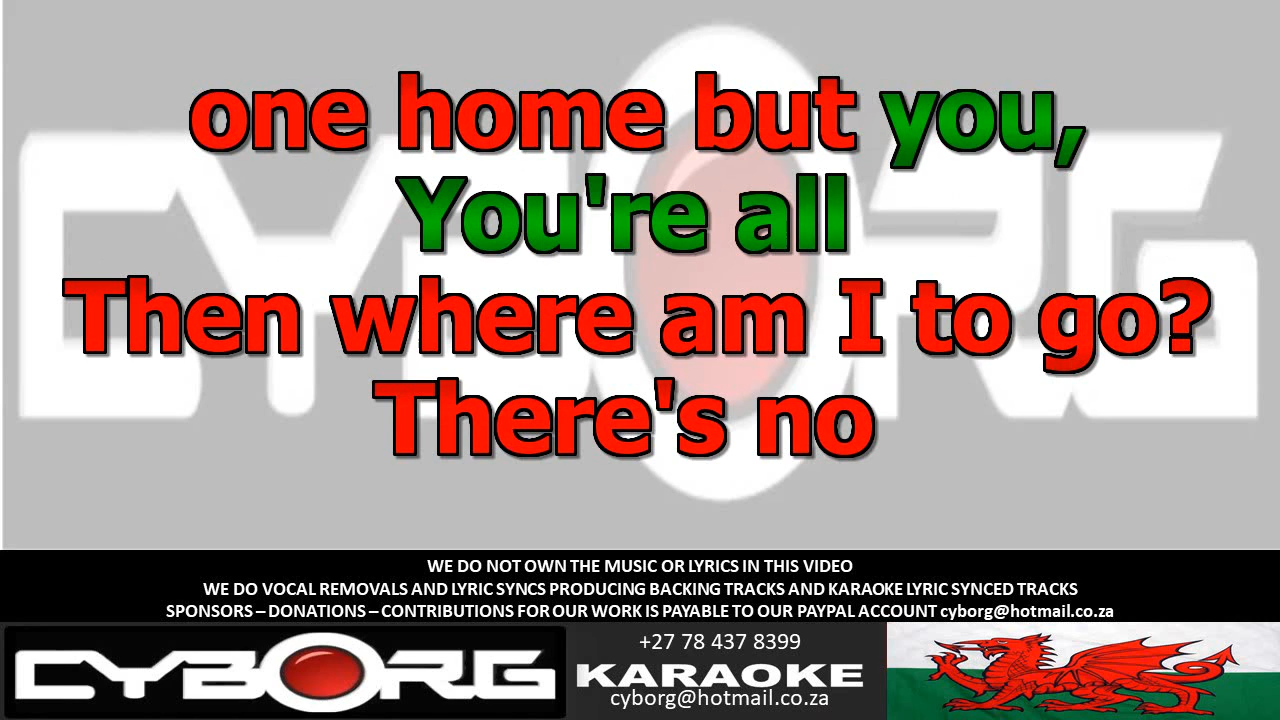 one home but you,
You're all
Then where am I to go?
There's no
CYBORG
WE DO NOT OWN THE MUSIC OR LYRICS IN THIS VIDEO
WE DO VOCAL REMOVALS AND LYRIC SYNCS PRODUCING BACKING TRACKS AND KARAOKE LYRIC SYNCED TRACKS
SPONSORS – DONATIONS – CONTRIBUTIONS FOR OUR WORK IS PAYABLE TO OUR PAYPAL ACCOUNT cyborg@hotmail.co.za
CYBORG
+27 78 437 8399
KARAOKE
cyborg@hotmail.co.za